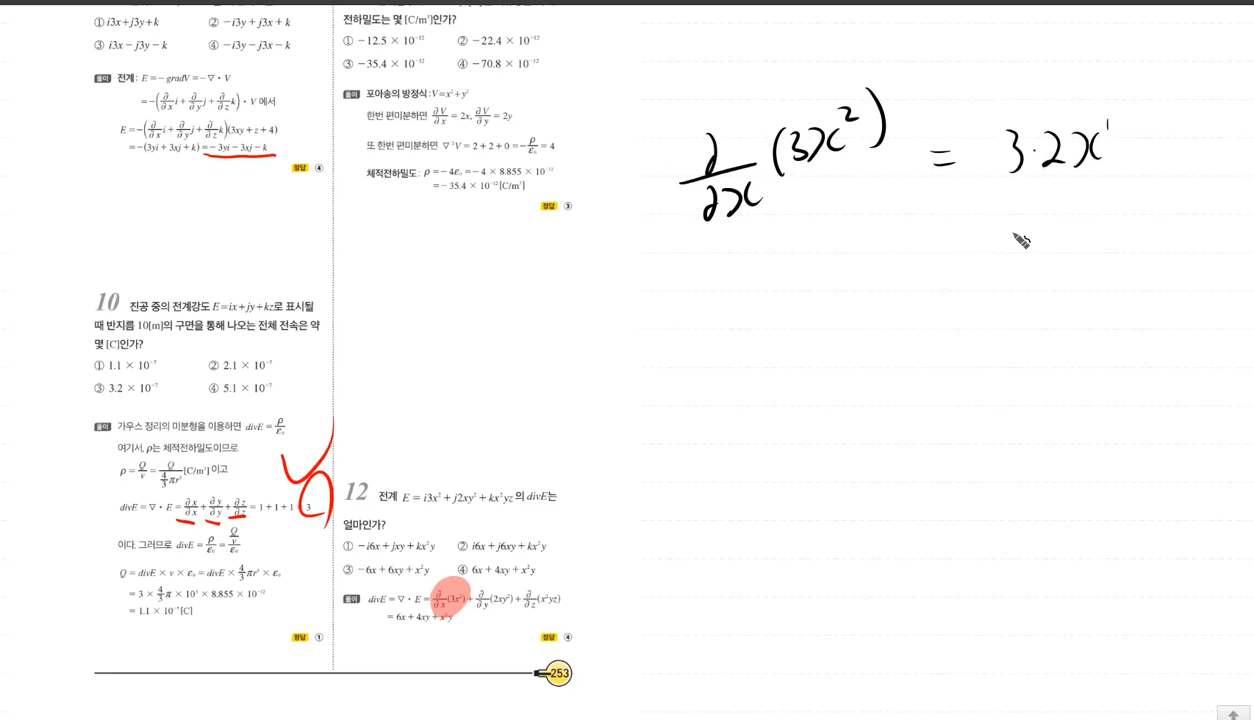 ① i3x+j3y+k ② −i3y+j3x+k
③ i3x−j3y−k ④ −i3y−j3x−k
풀이 전계: E=− gradV =−▽・V
=−(∂/∂x i+∂/∂y j+∂/∂z k)・V 에서
E=−(∂/∂x i+∂/∂y j+∂/∂z k)(3xy+z+4)
=−(3yi+3xj+k)=−3yi−3xj−k
정답 ④
10 진공 중의 전계강도 E=ix+jy+kz로 표시될
때 반지름 10[m]의 구면을 통해 나오는 전체 전속은 약
몇 [C]인가?
① 1.1 × 10⁻⁷ ② 2.1 × 10⁻⁷
③ 3.2 × 10⁻⁷ ④ 5.1 × 10⁻⁷
풀이 가우스 정리의 미분형을 이용하면 divE = ρ/ε₀
여기서, ρ는 체적전하밀도이므로
ρ = Q/v = Q/(4/3 πr³) [C/m³] 이고
divE=▽・E = ∂x/∂x + ∂y/∂y + ∂z/∂z = 1+1+1 = 3
이다. 그러므로 divE = ρ/ε₀ = (Q/v)/ε₀
Q = divE × v × ε₀ = divE × 4/3 πr³ × ε₀
= 3 × 4/3 π × 10³ × 8.855 × 10⁻¹²
= 1.1 × 10⁻⁷ [C]
정답 ①
전하밀도는 몇 [C/m³]인가?
① −12.5 × 10⁻¹² ② −22.4 × 10⁻¹²
③ −35.4 × 10⁻¹² ④ −70.8 × 10⁻¹²
풀이 포아송의 방정식:V=x²+y²
한번 편미분하면 ∂V/∂x = 2x, ∂V/∂y = 2y
또 한번 편미분하면 ▽²V = 2 + 2 + 0 = −ρ/ε₀ = 4
체적전하밀도: ρ=−4ε₀ =−4 × 8.855 × 10⁻¹²
=− 35.4 × 10⁻¹² [C/m³]
정답 ③
12 전계 E = i3x² + j2xy² + kx²yz 의 divE는
얼마인가?
① −i6x + jxy + kx²y ② i6x + j6xy + kx²y
③ −6x + 6xy + x²y ④ 6x + 4xy + x²y
풀이 divE = ▽・E = ∂/∂x(3x²)+∂/∂y(2xy²)+∂/∂z(x²yz)
= 6x + 4xy + x²y
정답 ④
253
∂/∂x (3x²) = 3·2x¹